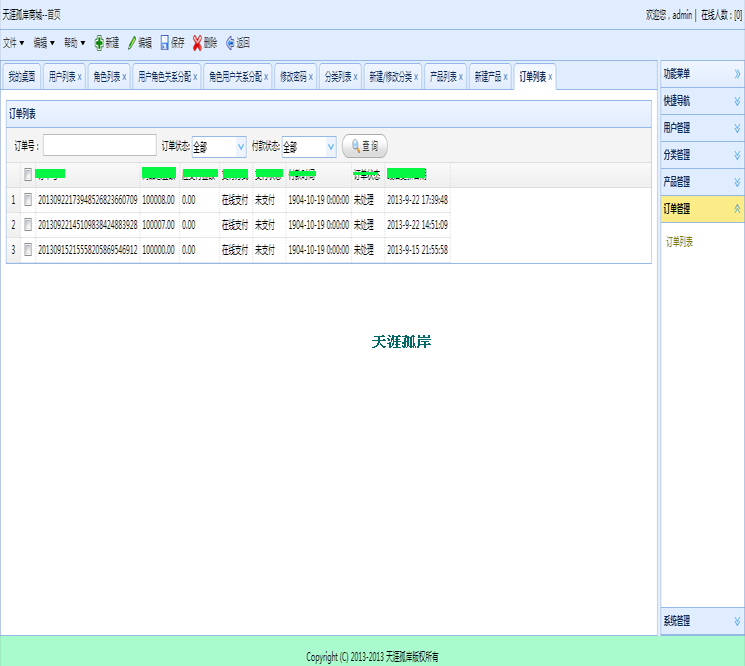 天涯孤岸商城--首页
欢迎您，admin | 在线人数：[0]
文件 编辑 帮助 新建 编辑 保存 删除 返回
我的桌面 用户列表 x 角色列表 x 用户角色关系分配 x 角色用户关系分配 x 修改密码 x 分类列表 x 新建/修改分类 x 产品列表 x 新建产品 x 订单列表 x
订单列表
订单号： 订单状态: 全部 付款状态: 全部 查 询
付款时间 订单状态
1 20130922173948526823660709 100008.00 0.00 在线支付 未支付 1904-10-19 0:00:00 未处理 2013-9-22 17:39:48
2 20130922145109838424883928 100007.00 0.00 在线支付 未支付 1904-10-19 0:00:00 未处理 2013-9-22 14:51:09
3 20130915215558205869546912 100000.00 0.00 在线支付 未支付 1904-10-19 0:00:00 未处理 2013-9-15 21:55:58
天涯孤岸
功能菜单
快捷导航
用户管理
分类管理
产品管理
订单管理
订单列表
系统管理
Copyright (C) 2013-2013 天涯孤岸版权所有